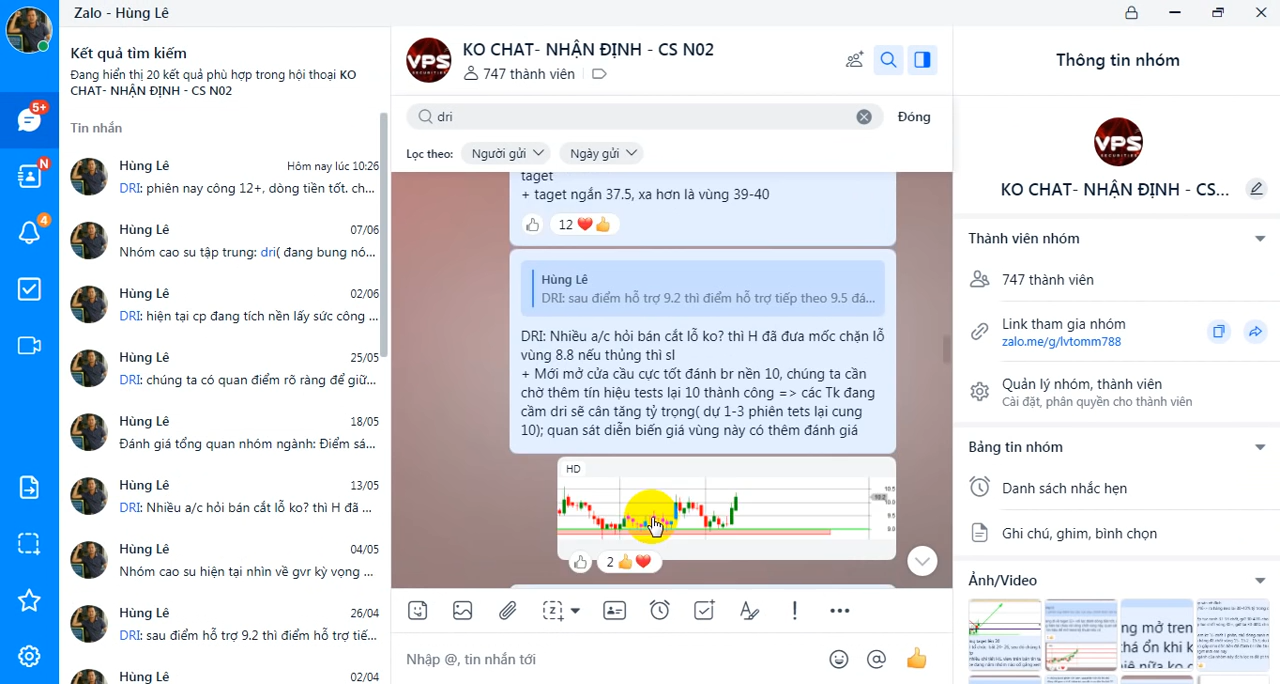 Zalo - Hùng Lê
Kết quả tìm kiếm
Đang hiển thị 20 kết quả phù hợp trong hội thoại KO
CHAT- NHẬN ĐỊNH - CS N02
Tin nhắn
5+
N
4
Hùng Lê
Hôm nay lúc 10:26
DRI: phiên nay công 12+, dòng tiền tốt. ch...
Hùng Lê
07/06
Nhóm cao su tập trung: dri( đang bung nó...
Hùng Lê
02/06
DRI: hiện tại cp đang tích nền lấy sức công ...
Hùng Lê
25/05
DRI: chúng ta có quan điểm rõ ràng để giữ...
Hùng Lê
18/05
Đánh giá tổng quan nhóm ngành: Điểm sá...
Hùng Lê
13/05
DRI: Nhiều a/c hỏi bán cắt lỗ ko? thì H đã ...
Hùng Lê
04/05
Nhóm cao su hiện tại nhìn về gvr kỳ vọng ...
Hùng Lê
26/04
DRI: sau điểm hỗ trợ 9.2 thì điểm hỗ trợ tiế...
Hùng Lê
02/04
VPS
SECURITIES
KO CHAT- NHẬN ĐỊNH - CS N02
747 thành viên
dri
Đóng
Lọc theo:
Người gửi
Ngày gửi
taget
+ taget ngắn 37.5, xa hơn là vùng 39-40
12
Hùng Lê
DRI: sau điểm hỗ trợ 9.2 thì điểm hỗ trợ tiếp theo 9.5 đá...
DRI: Nhiều a/c hỏi bán cắt lỗ ko? thì H đã đưa mốc chặn lỗ
vùng 8.8 nếu thủng thì sl
+ Mới mở cửa cầu cực tốt đánh br nền 10, chúng ta cần
chờ thêm tín hiệu tests lại 10 thành công => các Tk đang
cầm dri sẽ cân tăng tỷ trọng( dự 1-3 phiên tets lại cung
10); quan sát diễn biến giá vùng này có thêm đánh giá
HD
10.5
10.0
9.5
9.0
2
Nhập @, tin nhắn tới
Thông tin nhóm
VPS
SECURITIES
KO CHAT- NHẬN ĐỊNH - CS...
Thành viên nhóm
747 thành viên
Link tham gia nhóm
zalo.me/g/lvtomm788
Quản lý nhóm, thành viên
Cài đặt, phân quyền cho thành viên
Bảng tin nhóm
Danh sách nhắc hẹn
Ghi chú, ghim, bình chọn
Ảnh/Video